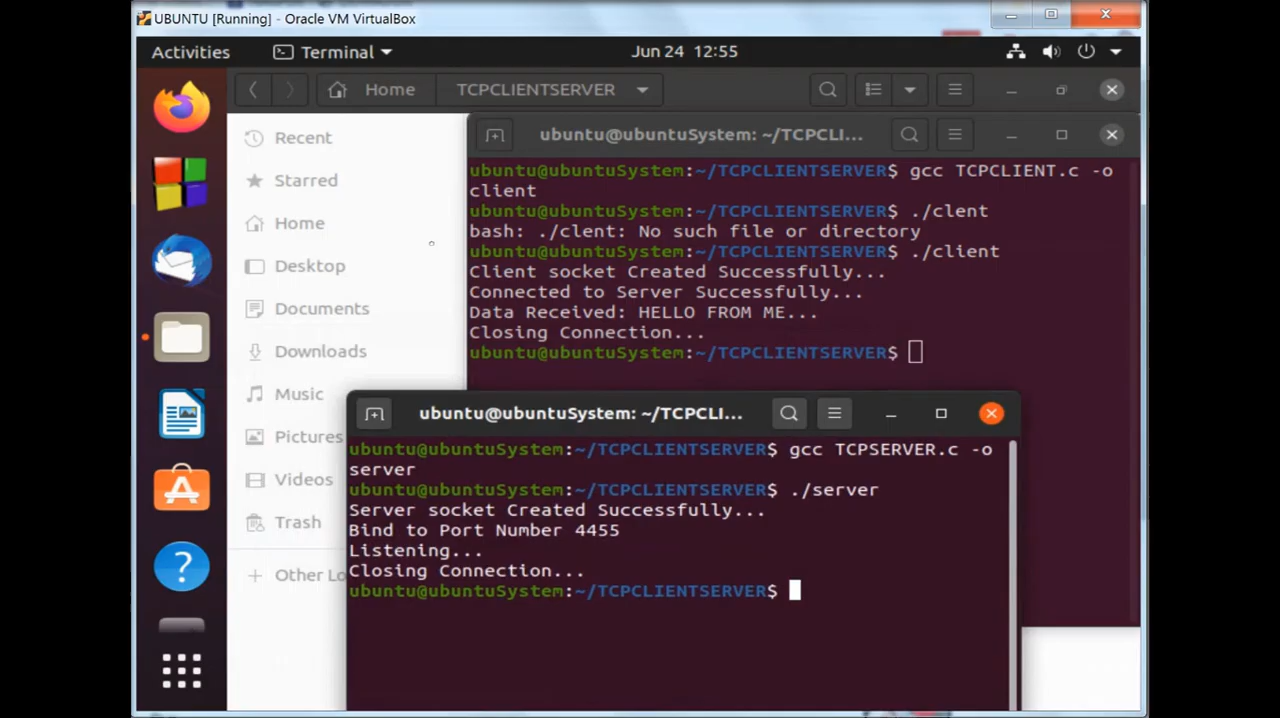 UBUNTU [Running] - Oracle VM VirtualBox
Activities
Terminal
Jun 24 12:55
Home
TCPCLIENTSERVER
Recent
Starred
Home
Desktop
Documents
Downloads
Music
Pictures
Videos
Trash
Other Lo
ubuntu@ubuntuSystem: ~/TCPCLI...
ubuntu@ubuntuSystem:~/TCPCLIENTSERVER$ gcc TCPCLIENT.c -o
client
ubuntu@ubuntuSystem:~/TCPCLIENTSERVER$ ./clent
bash: ./clent: No such file or directory
ubuntu@ubuntuSystem:~/TCPCLIENTSERVER$ ./client
Client socket Created Successfully...
Connected to Server Successfully...
Data Received: HELLO FROM ME...
Closing Connection...
ubuntu@ubuntuSystem:~/TCPCLIENTSERVER$
ubuntu@ubuntuSystem: ~/TCPCLI...
ubuntu@ubuntuSystem:~/TCPCLIENTSERVER$ gcc TCPSERVER.c -o
server
ubuntu@ubuntuSystem:~/TCPCLIENTSERVER$ ./server
Server socket Created Successfully...
Bind to Port Number 4455
Listening...
Closing Connection...
ubuntu@ubuntuSystem:~/TCPCLIENTSERVER$